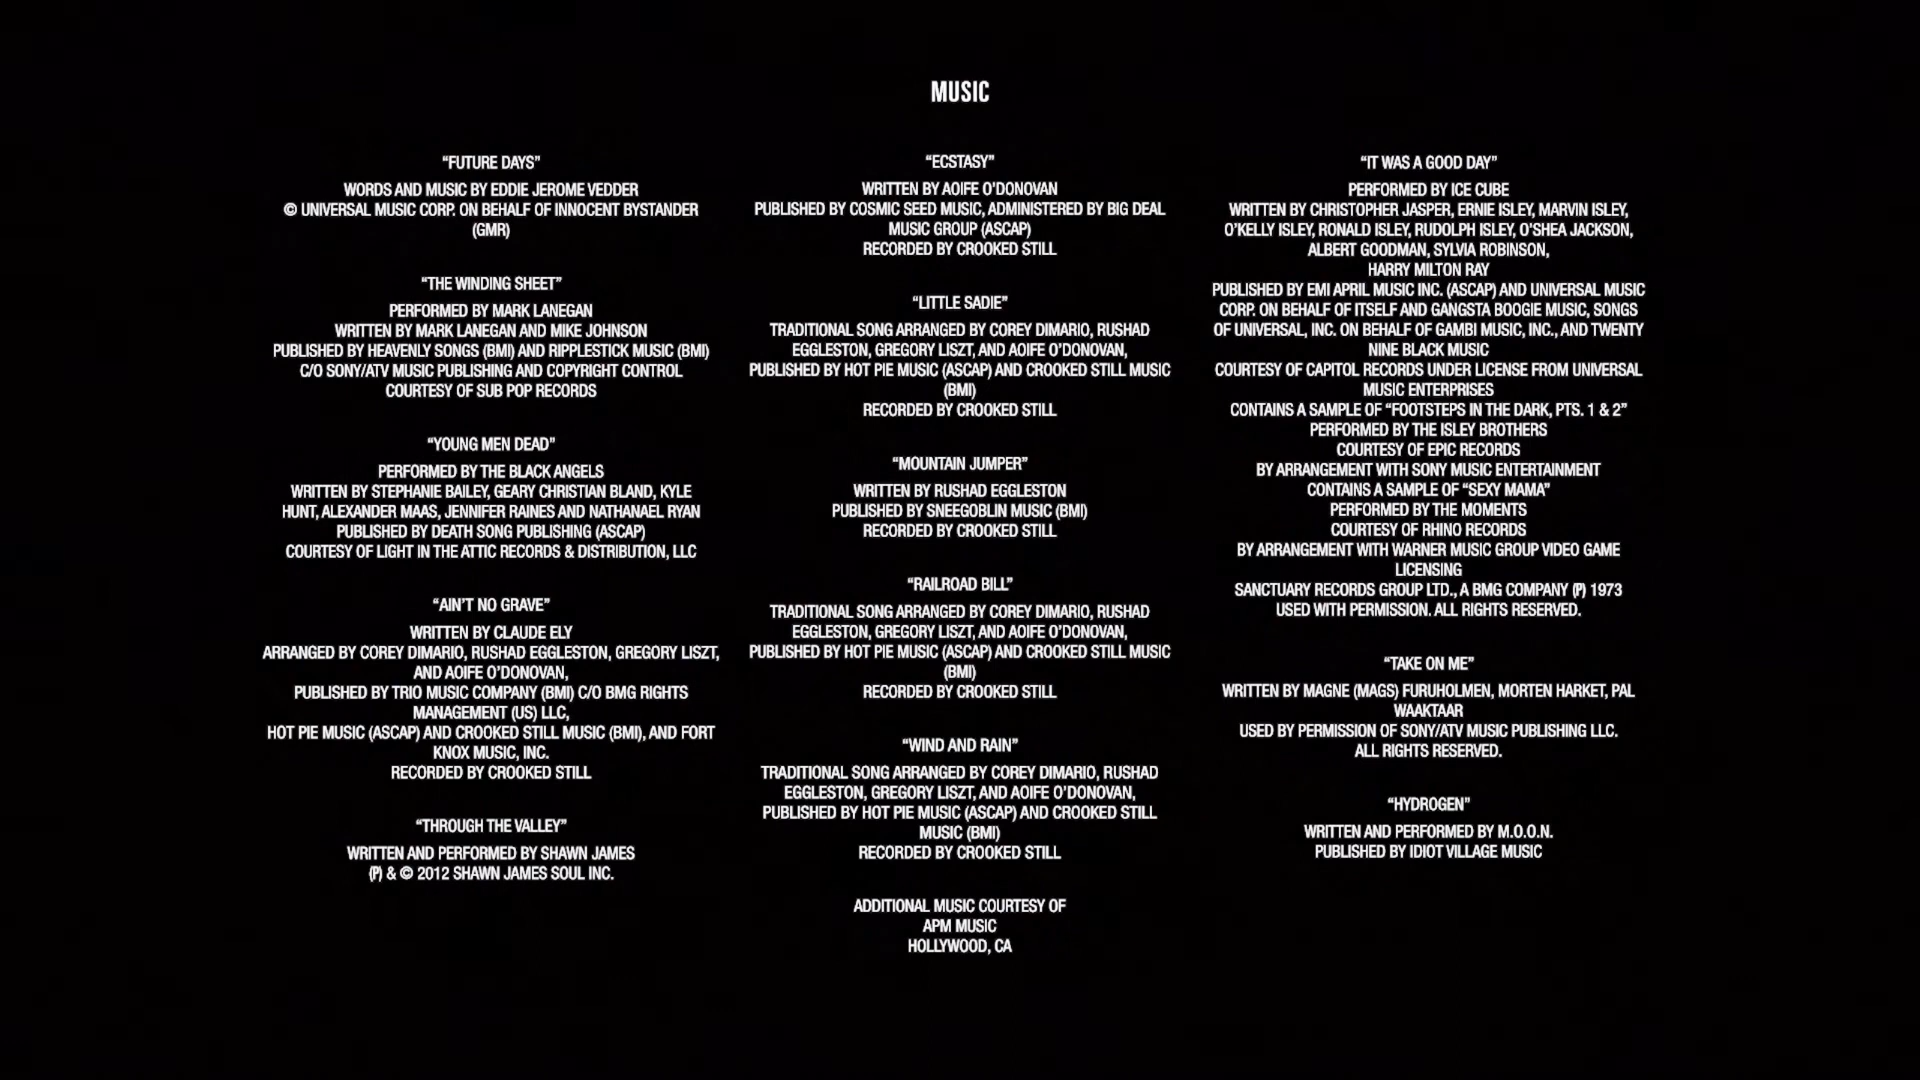 MUSIC
“FUTURE DAYS”
WORDS AND MUSIC BY EDDIE JEROME VEDDER
© UNIVERSAL MUSIC CORP. ON BEHALF OF INNOCENT BYSTANDER
(GMR)
“THE WINDING SHEET”
PERFORMED BY MARK LANEGAN
WRITTEN BY MARK LANEGAN AND MIKE JOHNSON
PUBLISHED BY HEAVENLY SONGS (BMI) AND RIPPLESTICK MUSIC (BMI)
C/O SONY/ATV MUSIC PUBLISHING AND COPYRIGHT CONTROL
COURTESY OF SUB POP RECORDS
“YOUNG MEN DEAD”
PERFORMED BY THE BLACK ANGELS
WRITTEN BY STEPHANIE BAILEY, GEARY CHRISTIAN BLAND, KYLE
HUNT, ALEXANDER MAAS, JENNIFER RAINES AND NATHANAEL RYAN
PUBLISHED BY DEATH SONG PUBLISHING (ASCAP)
COURTESY OF LIGHT IN THE ATTIC RECORDS & DISTRIBUTION, LLC
“AIN’T NO GRAVE”
WRITTEN BY CLAUDE ELY
ARRANGED BY COREY DIMARIO, RUSHAD EGGLESTON, GREGORY LISZT,
AND AOIFE O’DONOVAN,
PUBLISHED BY TRIO MUSIC COMPANY (BMI) C/O BMG RIGHTS
MANAGEMENT (US) LLC,
HOT PIE MUSIC (ASCAP) AND CROOKED STILL MUSIC (BMI), AND FORT
KNOX MUSIC, INC.
RECORDED BY CROOKED STILL
“THROUGH THE VALLEY”
WRITTEN AND PERFORMED BY SHAWN JAMES
(P) & © 2012 SHAWN JAMES SOUL INC.
“ECSTASY”
WRITTEN BY AOIFE O’DONOVAN
PUBLISHED BY COSMIC SEED MUSIC, ADMINISTERED BY BIG DEAL
MUSIC GROUP (ASCAP)
RECORDED BY CROOKED STILL
“LITTLE SADIE”
TRADITIONAL SONG ARRANGED BY COREY DIMARIO, RUSHAD
EGGLESTON, GREGORY LISZT, AND AOIFE O’DONOVAN,
PUBLISHED BY HOT PIE MUSIC (ASCAP) AND CROOKED STILL MUSIC
(BMI)
RECORDED BY CROOKED STILL
“MOUNTAIN JUMPER”
WRITTEN BY RUSHAD EGGLESTON
PUBLISHED BY SNEEGOBLIN MUSIC (BMI)
RECORDED BY CROOKED STILL
“RAILROAD BILL”
TRADITIONAL SONG ARRANGED BY COREY DIMARIO, RUSHAD
EGGLESTON, GREGORY LISZT, AND AOIFE O’DONOVAN,
PUBLISHED BY HOT PIE MUSIC (ASCAP) AND CROOKED STILL MUSIC
(BMI)
RECORDED BY CROOKED STILL
“WIND AND RAIN”
TRADITIONAL SONG ARRANGED BY COREY DIMARIO, RUSHAD
EGGLESTON, GREGORY LISZT, AND AOIFE O’DONOVAN,
PUBLISHED BY HOT PIE MUSIC (ASCAP) AND CROOKED STILL
MUSIC (BMI)
RECORDED BY CROOKED STILL
ADDITIONAL MUSIC COURTESY OF
APM MUSIC
HOLLYWOOD, CA
“IT WAS A GOOD DAY”
PERFORMED BY ICE CUBE
WRITTEN BY CHRISTOPHER JASPER, ERNIE ISLEY, MARVIN ISLEY,
O’KELLY ISLEY, RONALD ISLEY, RUDOLPH ISLEY, O’SHEA JACKSON,
ALBERT GOODMAN, SYLVIA ROBINSON,
HARRY MILTON RAY
PUBLISHED BY EMI APRIL MUSIC INC. (ASCAP) AND UNIVERSAL MUSIC
CORP. ON BEHALF OF ITSELF AND GANGSTA BOOGIE MUSIC, SONGS
OF UNIVERSAL, INC. ON BEHALF OF GAMBI MUSIC, INC., AND TWENTY
NINE BLACK MUSIC
COURTESY OF CAPITOL RECORDS UNDER LICENSE FROM UNIVERSAL
MUSIC ENTERPRISES
CONTAINS A SAMPLE OF “FOOTSTEPS IN THE DARK, PTS. 1 & 2”
PERFORMED BY THE ISLEY BROTHERS
COURTESY OF EPIC RECORDS
BY ARRANGEMENT WITH SONY MUSIC ENTERTAINMENT
CONTAINS A SAMPLE OF “SEXY MAMA”
PERFORMED BY THE MOMENTS
COURTESY OF RHINO RECORDS
BY ARRANGEMENT WITH WARNER MUSIC GROUP VIDEO GAME
LICENSING
SANCTUARY RECORDS GROUP LTD., A BMG COMPANY (P) 1973
USED WITH PERMISSION. ALL RIGHTS RESERVED.
“TAKE ON ME”
WRITTEN BY MAGNE (MAGS) FURUHOLMEN, MORTEN HARKET, PAL
WAAKTAAR
USED BY PERMISSION OF SONY/ATV MUSIC PUBLISHING LLC.
ALL RIGHTS RESERVED.
“HYDROGEN”
WRITTEN AND PERFORMED BY M.O.O.N.
PUBLISHED BY IDIOT VILLAGE MUSIC